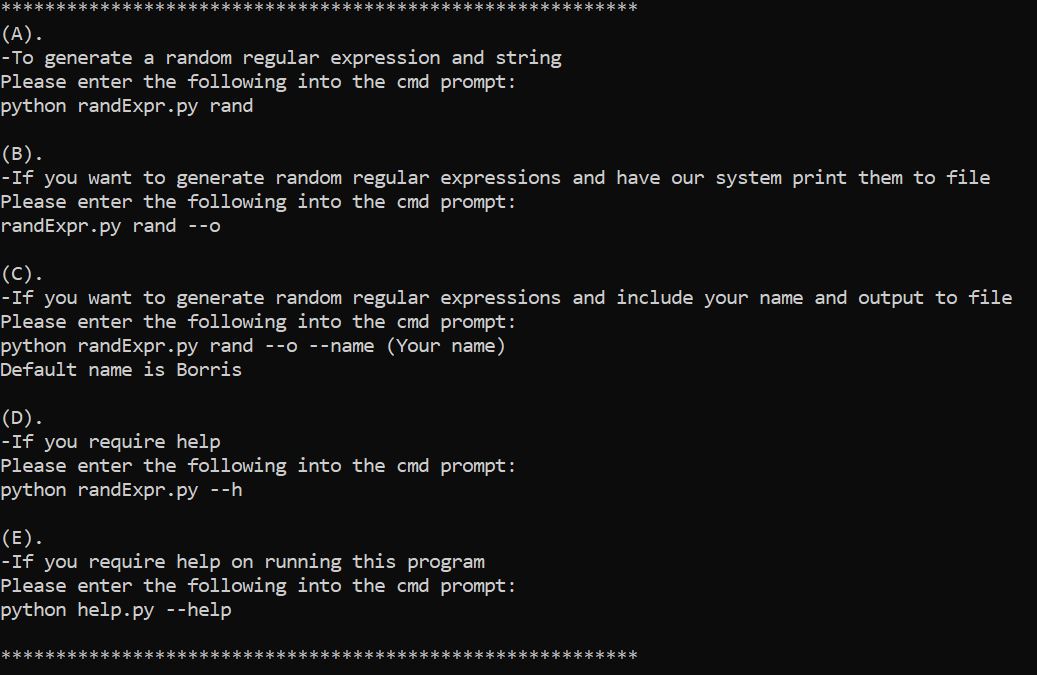 **********************************************************
(A).
-To generate a random regular expression and string
Please enter the following into the cmd prompt:
python randExpr.py rand
(B).
-If you want to generate random regular expressions and have our system print them to file
Please enter the following into the cmd prompt:
randExpr.py rand --o
(C).
-If you want to generate random regular expressions and include your name and output to file
Please enter the following into the cmd prompt:
python randExpr.py rand --o --name (Your name)
Default name is Borris
(D).
-If you require help
Please enter the following into the cmd prompt:
python randExpr.py --h
(E).
-If you require help on running this program
Please enter the following into the cmd prompt:
python help.py --help
**********************************************************